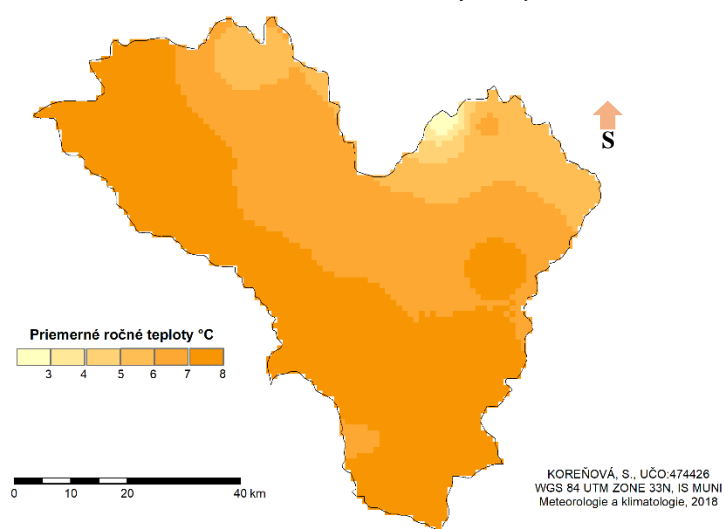 S
Priemerné ročné teploty °C
3 4 5 6 7 8
0 10 20 40 km
KOREŇOVÁ, S., UČO:474426
WGS 84 UTM ZONE 33N, IS MUNI
Meteorologie a klimatologie, 2018